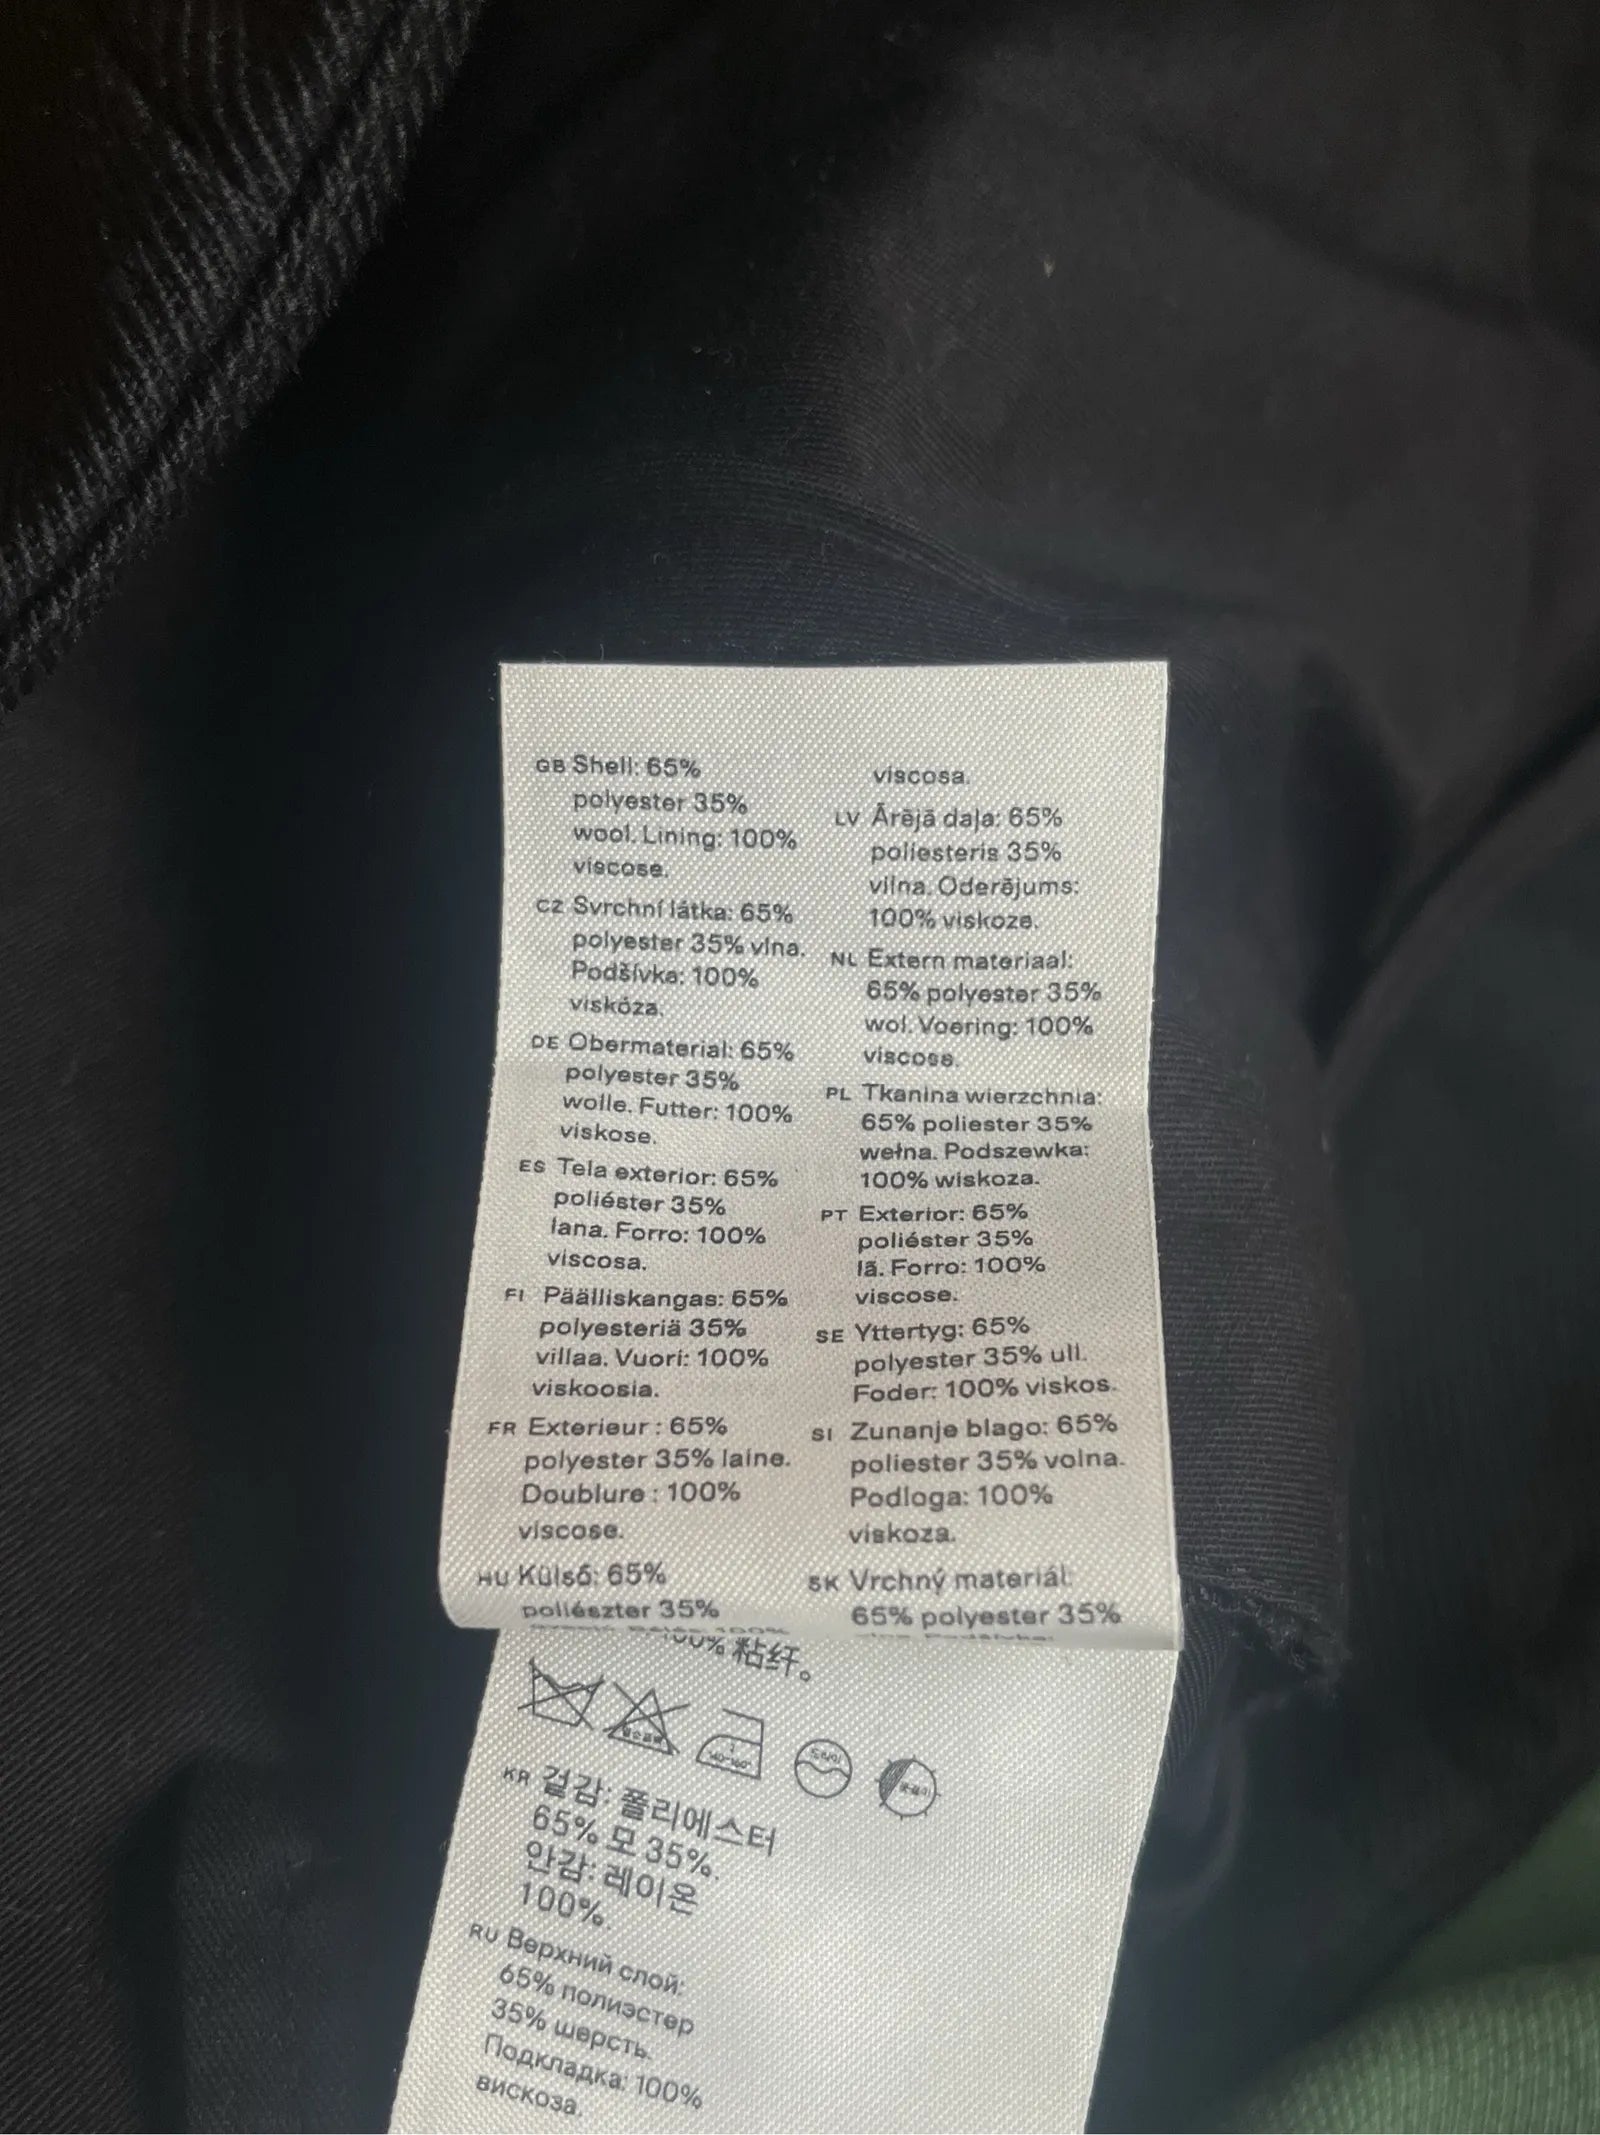 GB Shell: 65%
polyester 35%
wool. Lining: 100%
viscose.
CZ Svrchní látka: 65%
polyester 35% vlna.
Podšívka: 100%
viskóza.
DE Obermaterial: 65%
polyester 35%
wolle. Futter: 100%
viskose.
ES Tela exterior: 65%
poliéster 35%
lana. Forro: 100%
viscosa.
FI Päälliskangas: 65%
polyesteriä 35%
villaa. Vuori: 100%
viskoosia.
FR Exterieur : 65%
polyester 35% laine.
Doublure : 100%
viscose.
HU Külső: 65%
poliészter 35%
viscosa.
LV Ārējā daļa: 65%
poliesteris 35%
vilna. Oderējums:
100% viskoze.
NL Extern materiaal:
65% polyester 35%
wol. Voering: 100%
viscose.
PL Tkanina wierzchnia:
65% poliester 35%
wełna. Podszewka:
100% wiskoza.
PT Exterior: 65%
poliéster 35%
lã. Forro: 100%
viscose.
SE Yttertyg: 65%
polyester 35% ull.
Foder: 100% viskos.
SI Zunanje blago: 65%
poliester 35% volna.
Podloga: 100%
viskoza.
SK Vrchný materiál:
65% polyester 35%
100% 粘纤。
드라이
KR 겉감: 폴리에스터
65% 모 35%.
안감: 레이온
100%.
RU Верхний слой:
65% полиэстер
35% шерсть.
Подкладка: 100%
вискоза.